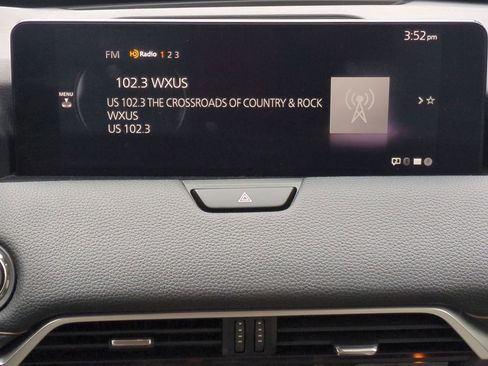 3:52pm
FM HD Radio 1 2 3
102.3 WXUS
MENU
US 102.3 THE CROSSROADS OF COUNTRY & ROCK
WXUS
US 102.3